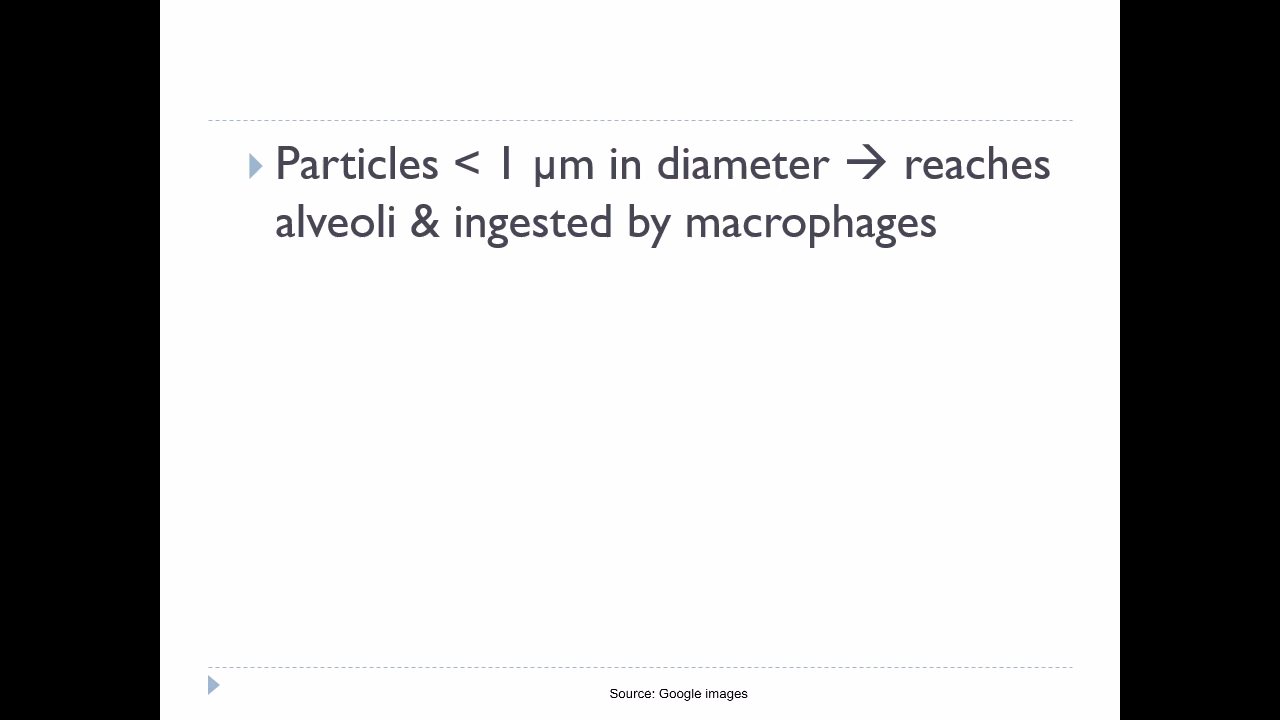 Particles < 1 µm in diameter → reaches
alveoli & ingested by macrophages
Source: Google images